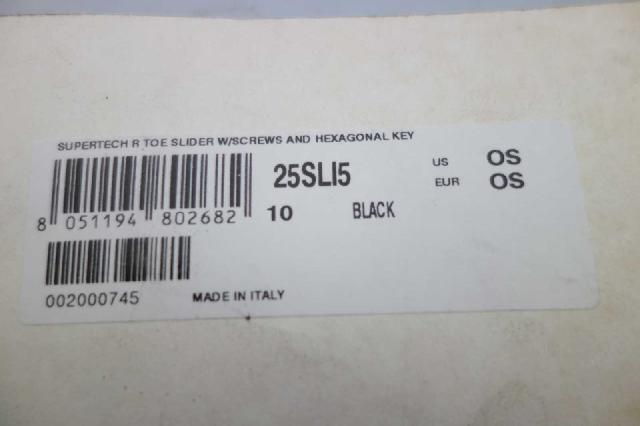 SUPERTECH R TOE SLIDER W/SCREWS AND HEXAGONAL KEY
25SLI5
US OS
EUR OS
8 051194 802682
10 BLACK
002000745
MADE IN ITALY